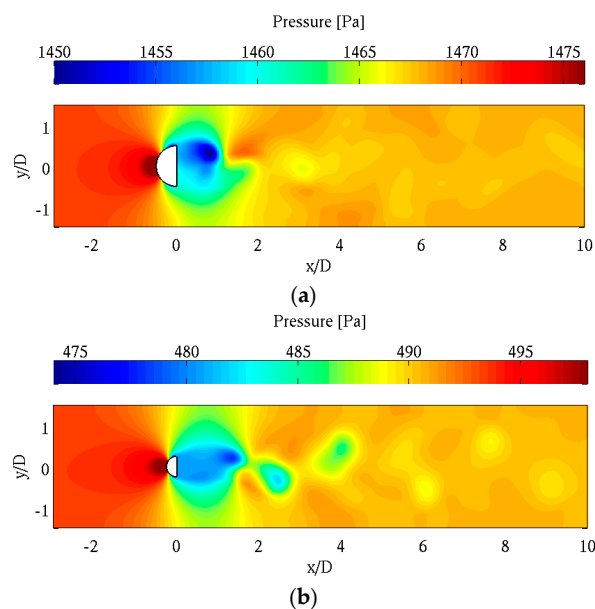 Pressure [Pa]
1450 1455 1460 1465 1470 1475
y/D
1
0
-1
-2 0 2 4 6 8 10
x/D
(a)
Pressure [Pa]
475 480 485 490 495
y/D
1
0
-1
-2 0 2 4 6 8 10
x/D
(b)